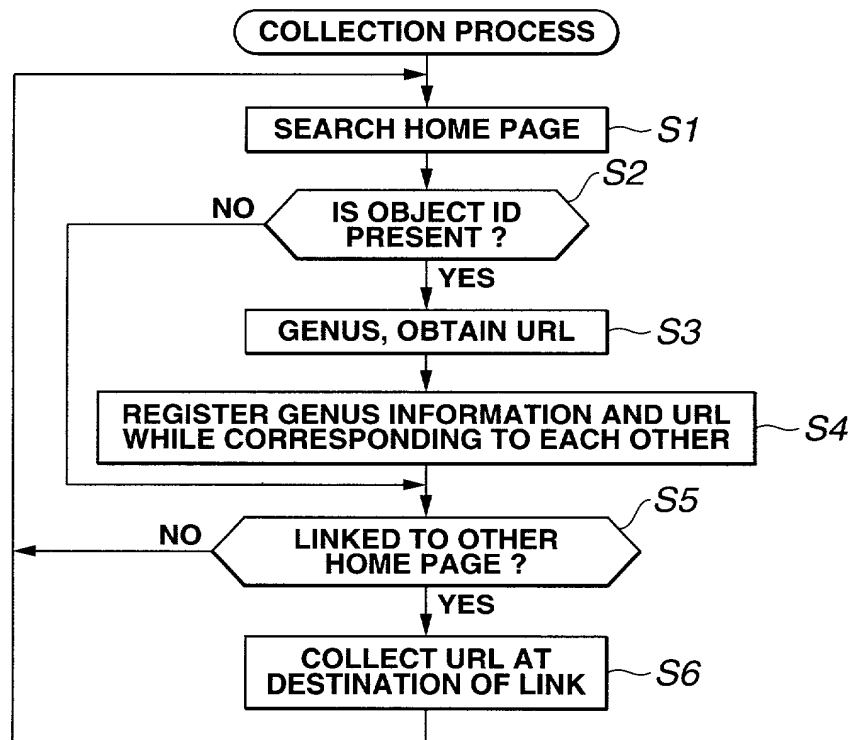 COLLECTION PROCESS
SEARCH HOME PAGE
S1
S2
NO
IS OBJECT ID
PRESENT ?
YES
GENUS, OBTAIN URL
S3
REGISTER GENUS INFORMATION AND URL
WHILE CORRESPONDING TO EACH OTHER
S4
S5
NO
LINKED TO OTHER
HOME PAGE ?
YES
COLLECT URL AT
DESTINATION OF LINK
S6